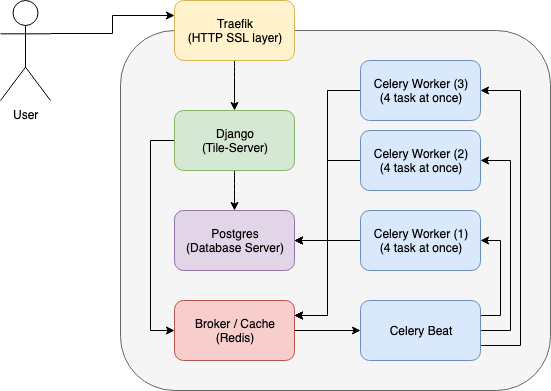 Traefik
(HTTP SSL layer)
User
Django
(Tile-Server)
Postgres
(Database Server)
Broker / Cache
(Redis)
Celery Worker (3)
(4 task at once)
Celery Worker (2)
(4 task at once)
Celery Worker (1)
(4 task at once)
Celery Beat